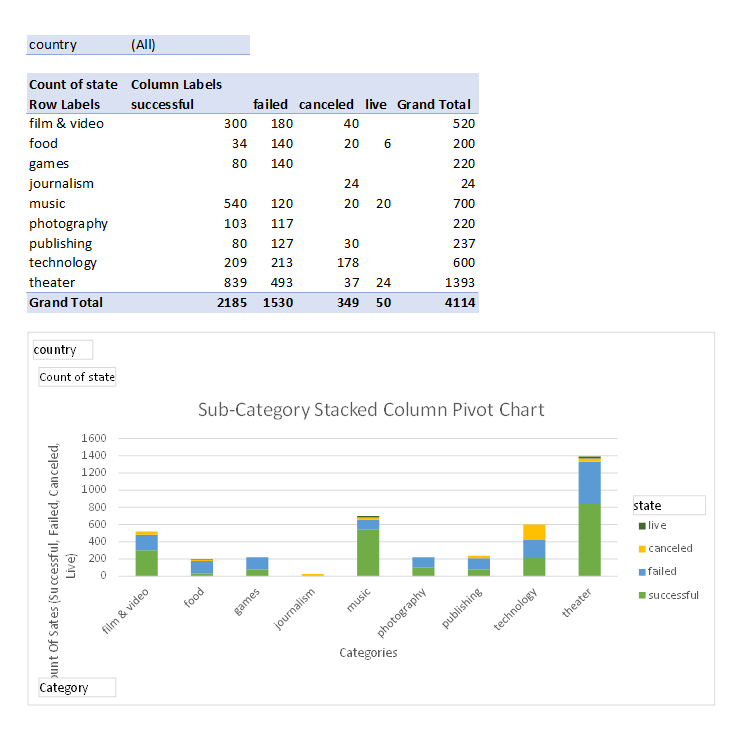 country (All)
Count of state Column Labels
Row Labels successful failed canceled live Grand Total
film & video 300 180 40 520
food 34 140 20 6 200
games 80 140 220
journalism 24 24
music 540 120 20 20 700
photography 103 117 220
publishing 80 127 30 237
technology 209 213 178 600
theater 839 493 37 24 1393
Grand Total 2185 1530 349 50 4114
country
Count of state
Sub-Category Stacked Column Pivot Chart
ount Of Sates (Successful, Failed, Canceled,
Live)
1600
1400
1200
1000
800
600
400
200
0
film & video
food
games
journalism
music
photography
publishing
technology
theater
Categories
state
live
canceled
failed
successful
Category